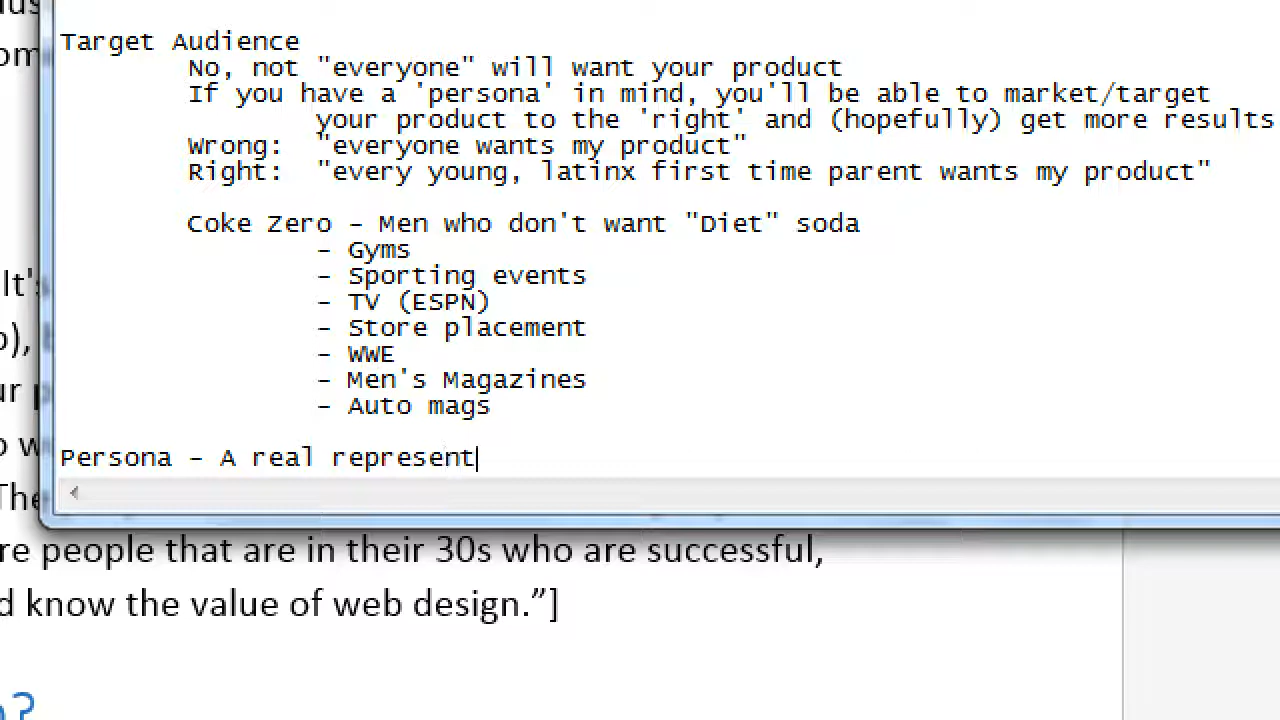 Target Audience
No, not "everyone" will want your product
If you have a 'persona' in mind, you'll be able to market/target
your product to the 'right' and (hopefully) get more results
Wrong: "everyone wants my product"
Right: "every young, latinx first time parent wants my product"
Coke Zero - Men who don't want "Diet" soda
- Gyms
- Sporting events
- TV (ESPN)
- Store placement
- WWE
- Men's Magazines
- Auto mags
Persona - A real represent
re people that are in their 30s who are successful,
d know the value of web design.”]